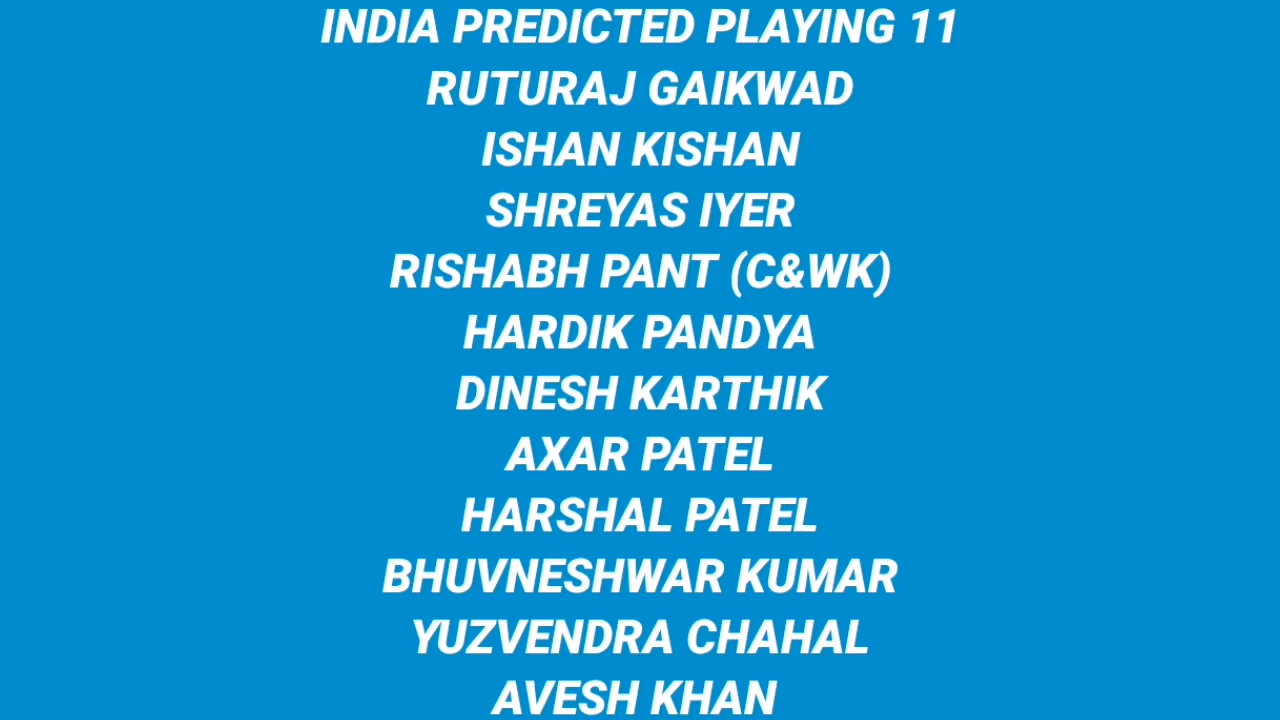 INDIA PREDICTED PLAYING 11
RUTURAJ GAIKWAD
ISHAN KISHAN
SHREYAS IYER
RISHABH PANT (C&WK)
HARDIK PANDYA
DINESH KARTHIK
AXAR PATEL
HARSHAL PATEL
BHUVNESHWAR KUMAR
YUZVENDRA CHAHAL
AVESH KHAN